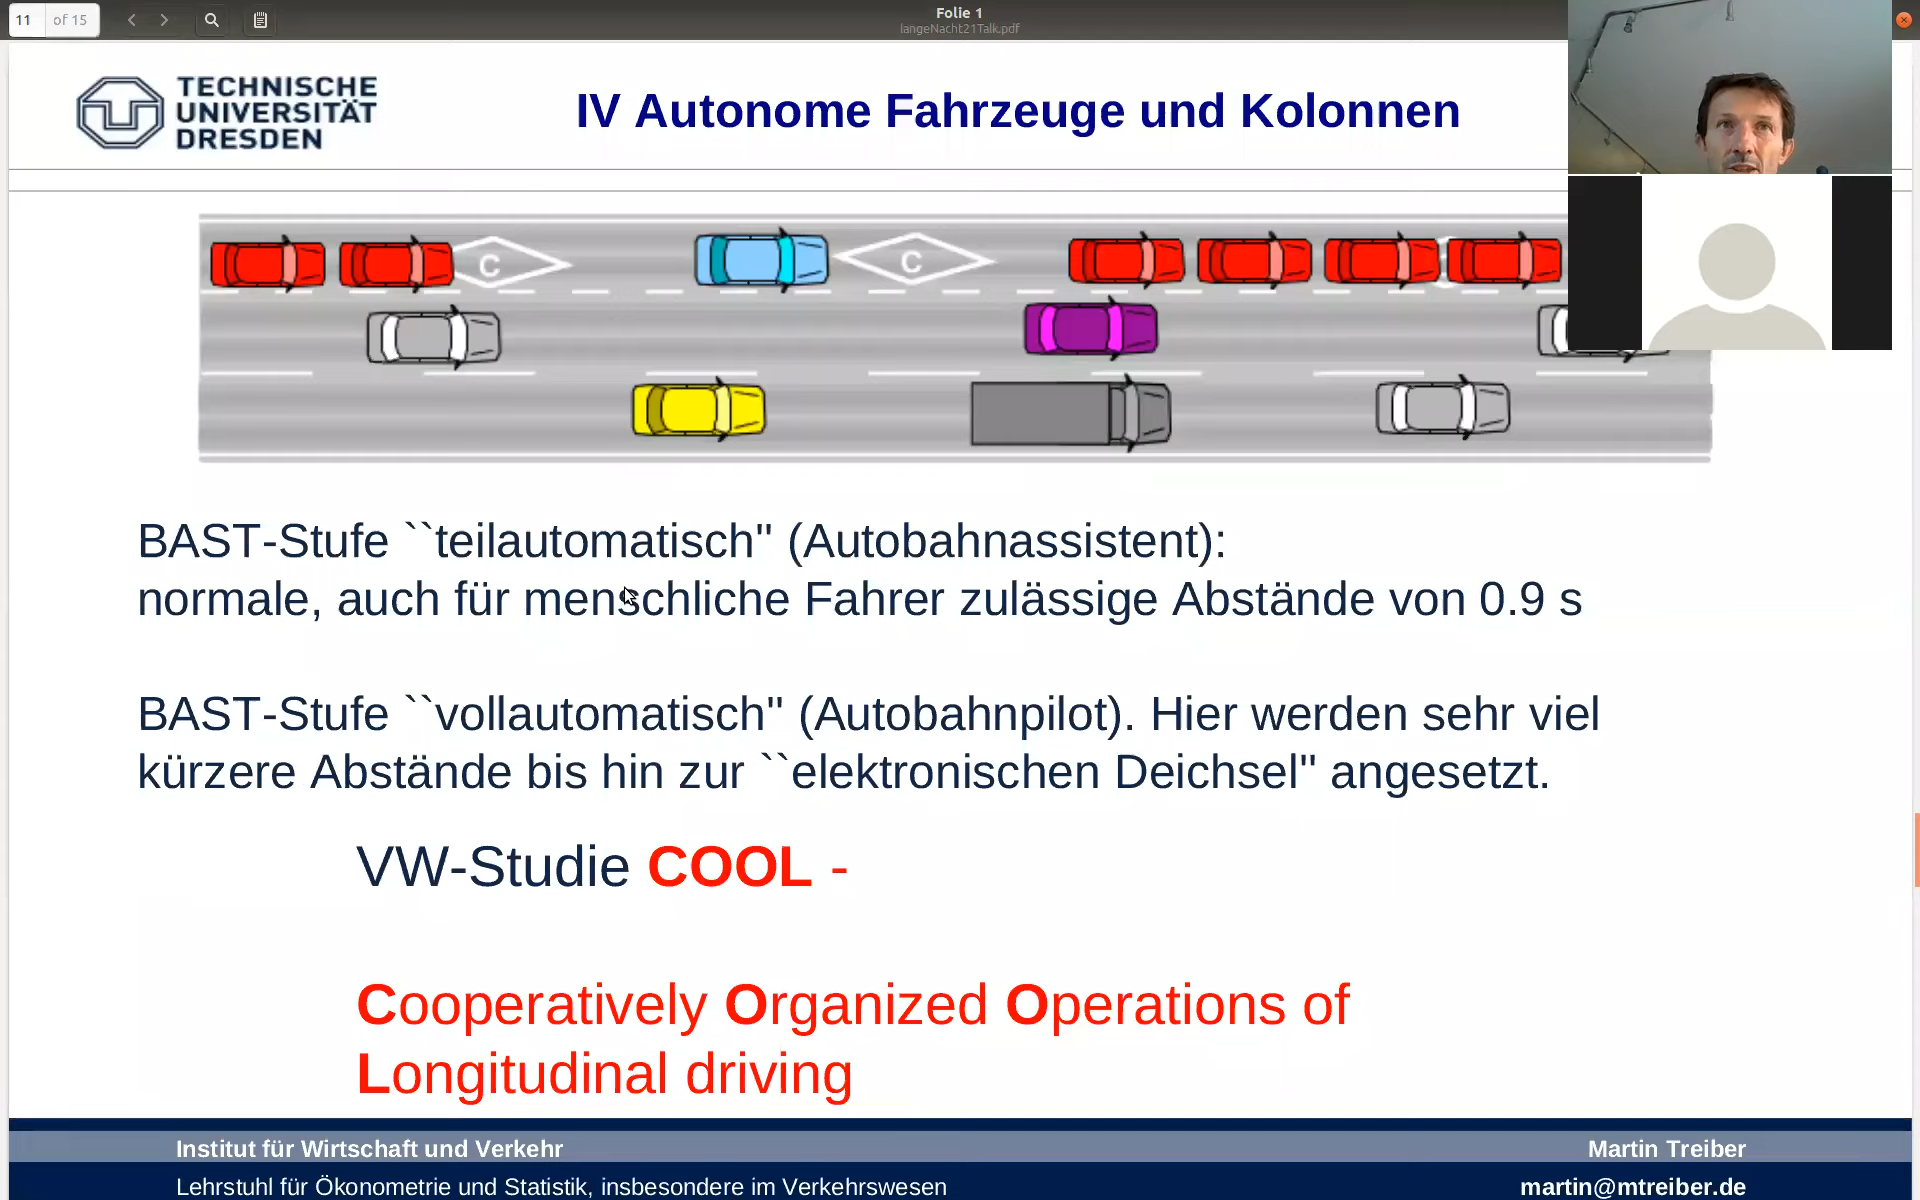 11 of 15
Folie 1
langeNacht21Talk.pdf
TECHNISCHE
UNIVERSITÄT
DRESDEN
IV Autonome Fahrzeuge und Kolonnen
C
C
BAST-Stufe ``teilautomatisch" (Autobahnassistent):
normale, auch für menschliche Fahrer zulässige Abstände von 0.9 s
BAST-Stufe ``vollautomatisch" (Autobahnpilot). Hier werden sehr viel
kürzere Abstände bis hin zur ``elektronischen Deichsel" angesetzt.
VW-Studie COOL -
Cooperatively Organized Operations of
Longitudinal driving
Institut für Wirtschaft und Verkehr
Martin Treiber
Lehrstuhl für Ökonometrie und Statistik, insbesondere im Verkehrswesen
martin@mtreiber.de